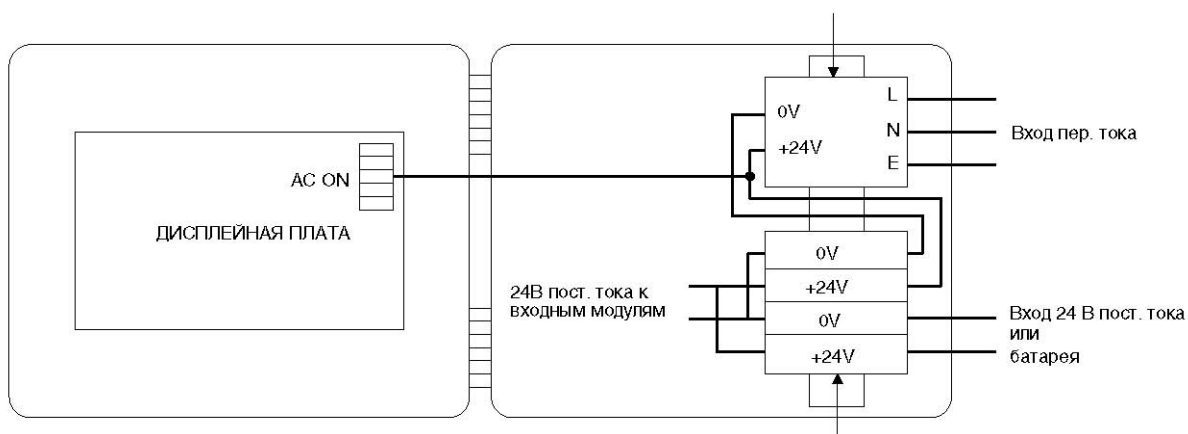 AC ON
ДИСПЛЕЙНАЯ ПЛАТА
0V
+24V
L
N
E
Вход пер. тока
0V
+24V
0V
+24V
24В пост. тока к
входным модулям
Вход 24 В пост. тока
или
батарея